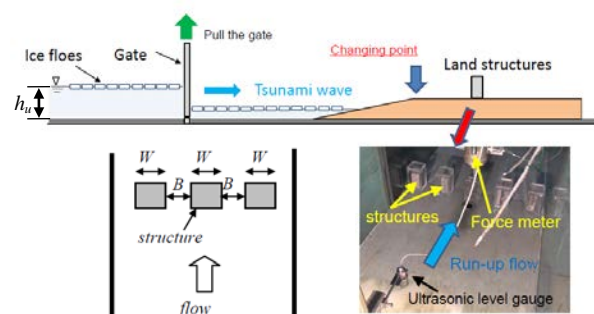 Pull the gate
Ice floes
Gate
Changing point
Land structures
Tsunami wave
hu
W
W
W
B
B
structure
flow
structures
Force meter
Run-up flow
Ultrasonic level gauge